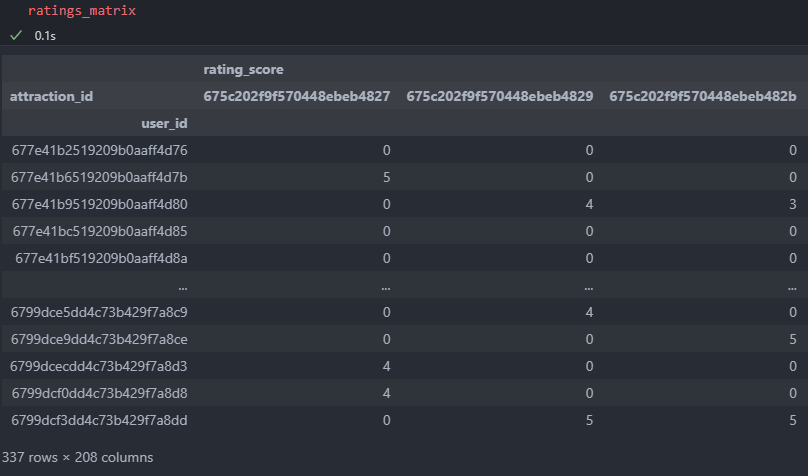 ratings_matrix
0.1s
rating_score
attraction_id 675c202f9f570448ebeb4827 675c202f9f570448ebeb4829 675c202f9f570448ebeb482b
user_id
677e41b2519209b0aaff4d76 0 0 0
677e41b6519209b0aaff4d7b 5 0 0
677e41b9519209b0aaff4d80 0 4 3
677e41bc519209b0aaff4d85 0 0 0
677e41bf519209b0aaff4d8a 0 0 0
... ... ... ...
6799dce5dd4c73b429f7a8c9 0 4 0
6799dce9dd4c73b429f7a8ce 0 0 5
6799dcecdd4c73b429f7a8d3 4 0 0
6799dcf0dd4c73b429f7a8d8 4 0 0
6799dcf3dd4c73b429f7a8dd 0 5 5
337 rows × 208 columns